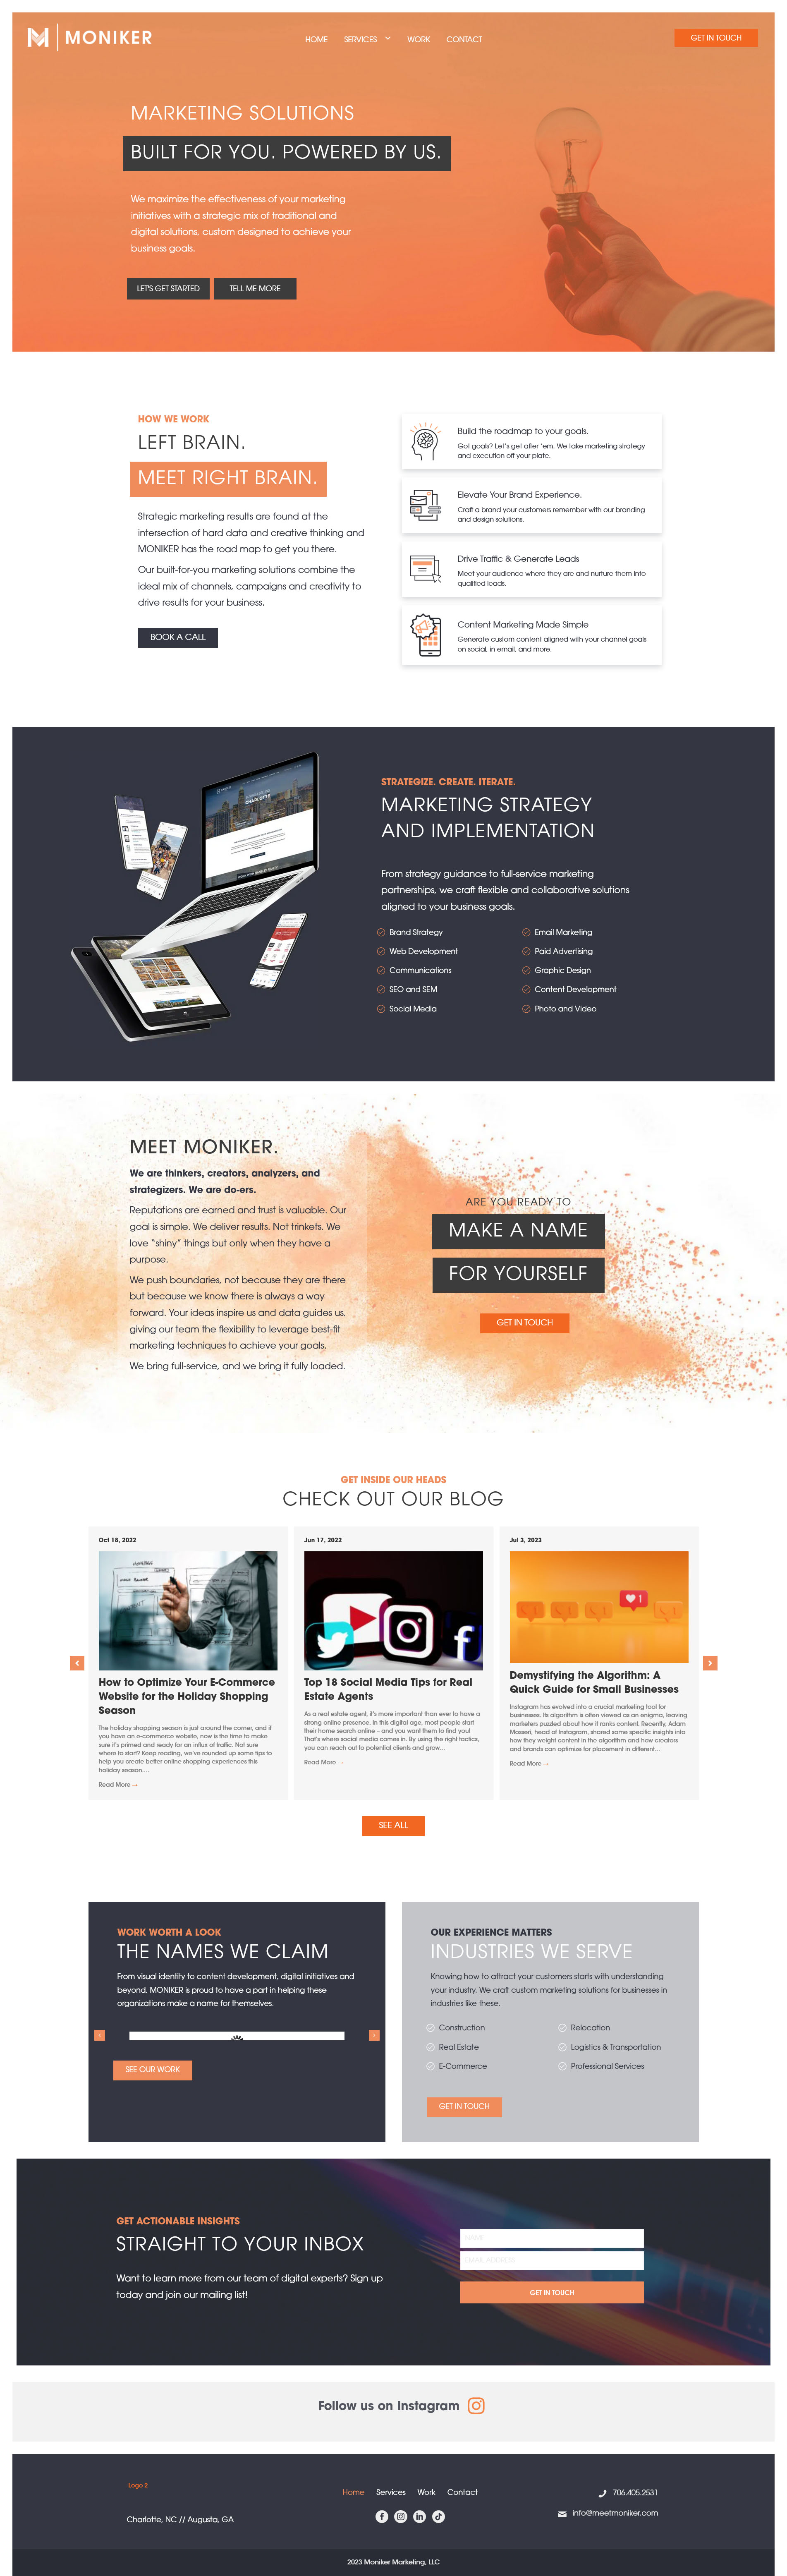 MONIKER
HOME
SERVICES
WORK
CONTACT
GET IN TOUCH
MARKETING SOLUTIONS
BUILT FOR YOU. POWERED BY US.
We maximize the effectiveness of your marketing
initiatives with a strategic mix of traditional and
digital solutions, custom designed to achieve your
business goals.
LET'S GET STARTED
TELL ME MORE
HOW WE WORK
LEFT BRAIN.
MEET RIGHT BRAIN.
Strategic marketing results are found at the
intersection of hard data and creative thinking and
MONIKER has the road map to get you there.
Our built-for-you marketing solutions combine the
ideal mix of channels, campaigns and creativity to
drive results for your business.
BOOK A CALL
Build the roadmap to your goals.
Got goals? Let's get after 'em. We take marketing strategy
and execution off your plate.
Elevate Your Brand Experience.
Craft a brand your customers remember with our branding
and design solutions.
Drive Traffic & Generate Leads
Meet your audience where they are and nurture them into
qualified leads.
Content Marketing Made Simple
Generate custom content aligned with your channel goals
on social, in email, and more.
STRATEGIZE. CREATE. ITERATE.
MARKETING STRATEGY
AND IMPLEMENTATION
From strategy guidance to full-service marketing
partnerships, we craft flexible and collaborative solutions
aligned to your business goals.
Brand Strategy
Web Development
Communications
SEO and SEM
Social Media
Email Marketing
Paid Advertising
Graphic Design
Content Development
Photo and Video
MEET MONIKER.
We are thinkers, creators, analyzers, and
strategizers. We are do-ers.
Reputations are earned and trust is valuable. Our
goal is simple. We deliver results. Not trinkets. We
love "shiny" things but only when they have a
purpose.
We push boundaries, not because they are there
but because we know there is always a way
forward. Your ideas inspire us and data guides us,
giving our team the flexibility to leverage best-fit
marketing techniques to achieve your goals.
We bring full-service, and we bring it fully loaded.
ARE YOU READY TO
MAKE A NAME
FOR YOURSELF
GET IN TOUCH
GET INSIDE OUR HEADS
CHECK OUT OUR BLOG
Oct 18, 2022
How to Optimize Your E-Commerce
Website for the Holiday Shopping
Season
The holiday shopping season is just around the corner, and if
you have an e-commerce website, now is the time to make
sure it's primed and ready for an influx of traffic. Not sure
where to start? Keep reading, we've rounded up some tips to
help you create better online shopping experiences this
holiday season....
Read More →
Jun 17, 2022
Top 18 Social Media Tips for Real
Estate Agents
As a real estate agent, it's more important than ever to have a
strong online presence. In this digital age, most people start
their home search online – and you want them to find you!
That's where social media comes in. By using the right tactics,
you can reach out to potential clients and grow...
Read More →
Jul 3, 2023
1
Demystifying the Algorithm: A
Quick Guide for Small Businesses
Instagram has evolved into a crucial marketing tool for
businesses. Its algorithm is often viewed as an enigma, leaving
marketers puzzled about how it ranks content. Recently, Adam
Mosseri, head of Instagram, shared some specific insights into
how they weight content in the algorithm and how creators
and brands can optimize for placement in different...
Read More →
SEE ALL
WORK WORTH A LOOK
THE NAMES WE CLAIM
From visual identity to content development, digital initiatives and
beyond, MONIKER is proud to have a part in helping these
organizations make a name for themselves.
SEE OUR WORK
OUR EXPERIENCE MATTERS
INDUSTRIES WE SERVE
Knowing how to attract your customers starts with understanding
your industry. We craft custom marketing solutions for businesses in
industries like these.
Construction
Real Estate
E-Commerce
Relocation
Logistics & Transportation
Professional Services
GET IN TOUCH
GET ACTIONABLE INSIGHTS
STRAIGHT TO YOUR INBOX
Want to learn more from our team of digital experts? Sign up
today and join our mailing list!
NAME
EMAIL ADDRESS
GET IN TOUCH
Follow us on Instagram
Logo 2
Charlotte, NC // Augusta, GA
Home
Services
Work
Contact
706.405.2531
info@meetmoniker.com
2023 Moniker Marketing, LLC